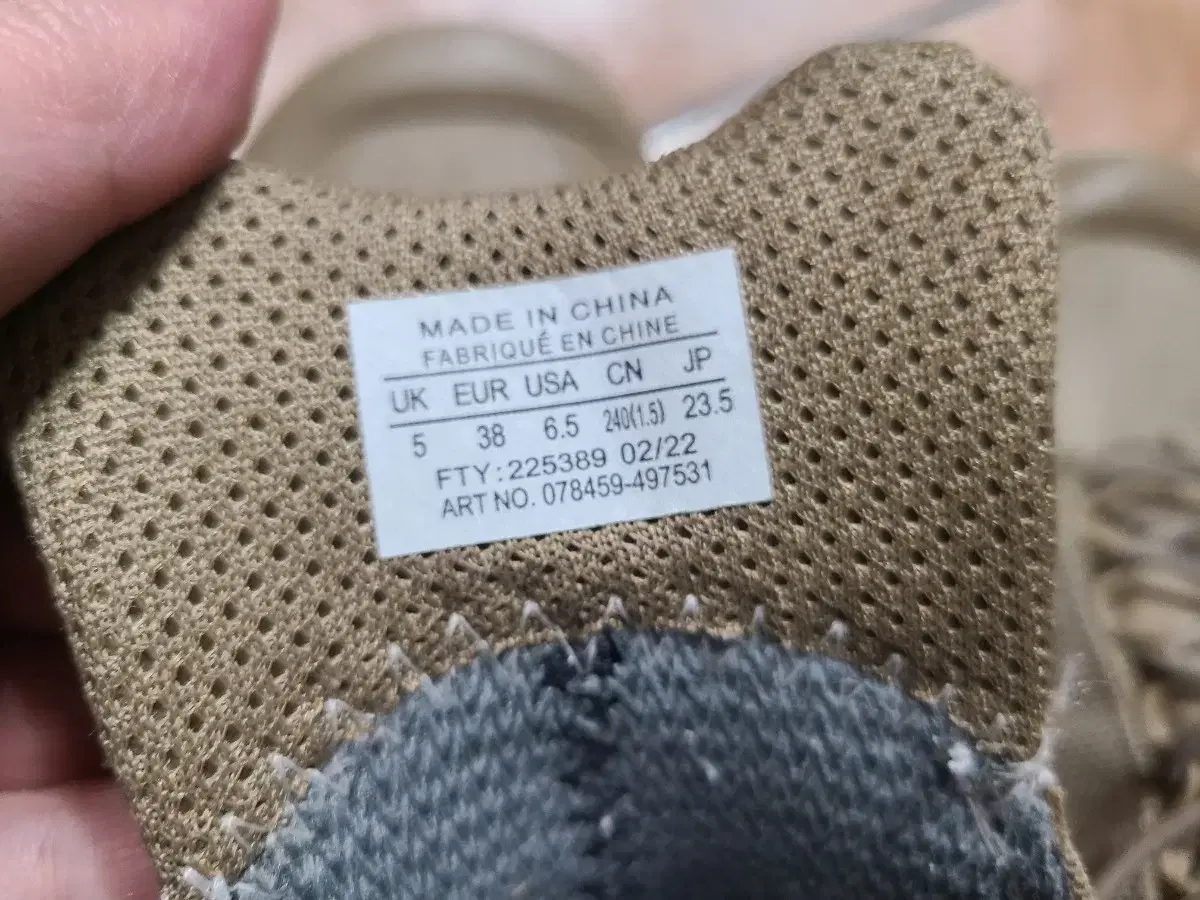 MADE IN CHINA
FABRIQUÉ EN CHINE
UK EUR USA CN JP
5 38 6.5 240(1.5) 23.5
FTY:225389 02/22
ART NO. 078459-497531